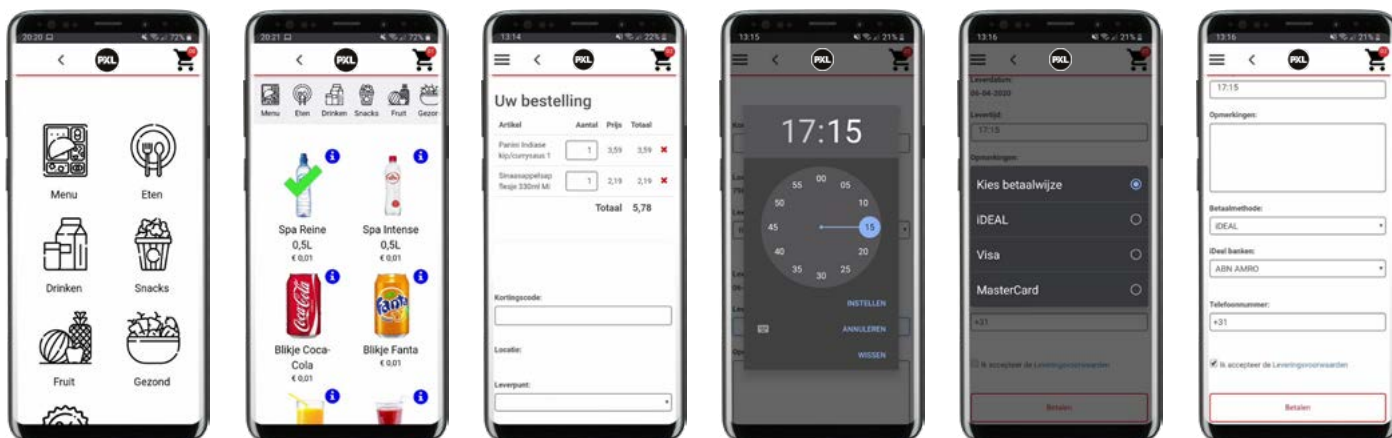 20:20
72%
PXL
Menu
Eten
Drinken
Snacks
Fruit
Gezond
20:21
72%
PXL
Menu Eten Drinken Snacks Fruit Gezon
Spa Reine
0,5L
€ 0,01
Spa Intense
0,5L
€ 0,01
Coca-Cola
Fanta
Blikje Coca-
Cola
€ 0,01
Blikje Fanta
€ 0,01
13:14
22%
PXL
Uw bestelling
Artikel Aantal Prijs Totaal
Panini Indiase
kip/currysaus 1
1 3,59 3,59
Sinaasappelsap
flesje 330ml Mi
1 2,19 2,19
Totaal 5,78
Kortingscode:
Locatie:
Leverpunt:
13:15
21%
PXL
17:15
00
05
10
15
20
25
30
35
40
45
50
55
INSTELLEN
ANNULEREN
WISSEN
13:16
21%
PXL
Leverdatum:
06-04-2020
Levertijd:
17:15
Opmerkingen:
Kies betaalwijze
iDEAL
Visa
MasterCard
+31
Ik accepteer de Leveringsvoorwaarden
Betalen
13:16
21%
PXL
17:15
Opmerkingen:
Betaalmethode:
iDEAL
iDeal banken:
ABN AMRO
Telefoonnummer:
+31
Ik accepteer de Leveringsvoorwaarden
Betalen